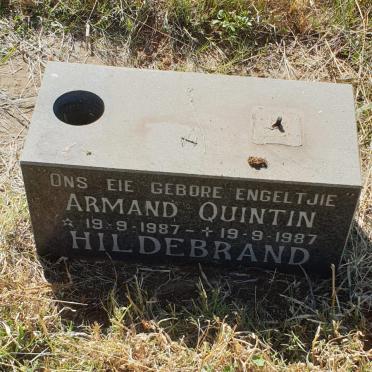 ONS EIE GEBORE ENGELTJIE
ARMAND QUINTIN
☆ 19-9-1987 - ✝ 19-9-1987
HILDEBRAND